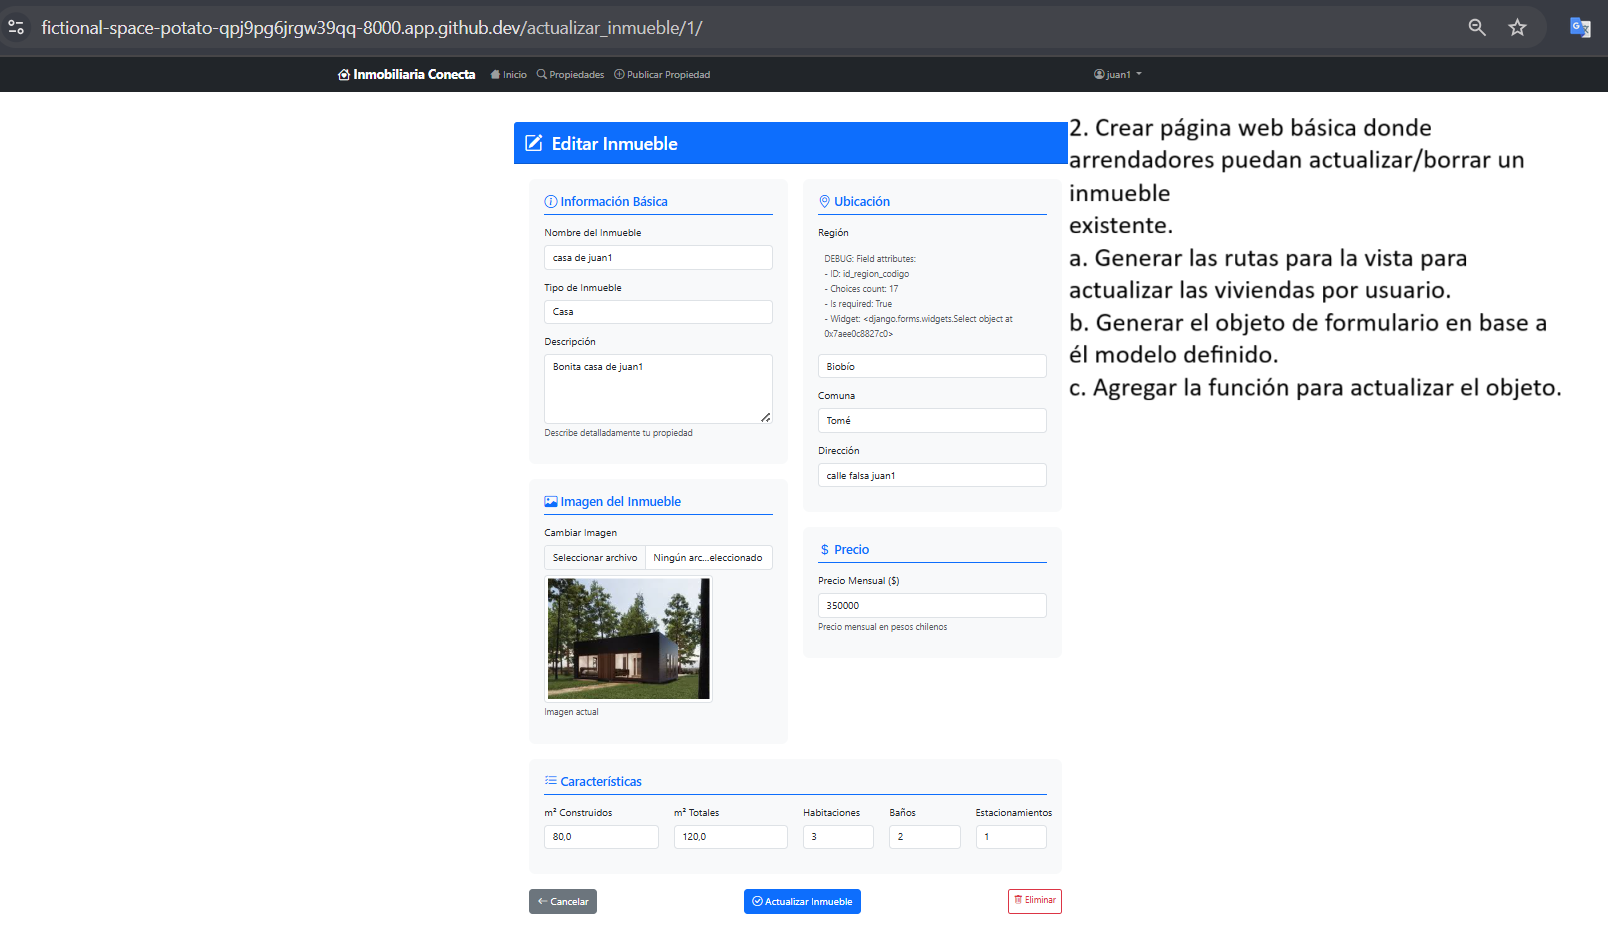 fictional-space-potato-qpj9pg6jrgw39qq-8000.app.github.dev/actualizar_inmueble/1/
Inmobiliaria Conecta Inicio Propiedades Publicar Propiedad juan1
Editar Inmueble
Información Básica
Nombre del Inmueble
casa de juan1
Tipo de Inmueble
Casa
Descripción
Bonita casa de juan1
Describe detalladamente tu propiedad
Imagen del Inmueble
Cambiar Imagen
Seleccionar archivo Ningún arc...eleccionado
Imagen actual
Ubicación
Región
DEBUG: Field attributes:
- ID: id_region_codigo
- Choices count: 17
- Is required: True
- Widget: <django.forms.widgets.Select object at
0x7aee0c8827c0>
Biobío
Comuna
Tomé
Dirección
calle falsa juan1
$ Precio
Precio Mensual ($)
350000
Precio mensual en pesos chilenos
Características
m² Construidos m² Totales Habitaciones Baños Estacionamientos
80,0 120,0 3 2 1
Cancelar Actualizar Inmueble Eliminar
2. Crear página web básica donde
arrendadores puedan actualizar/borrar un
inmueble
existente.
a. Generar las rutas para la vista para
actualizar las viviendas por usuario.
b. Generar el objeto de formulario en base a
él modelo definido.
c. Agregar la función para actualizar el objeto.